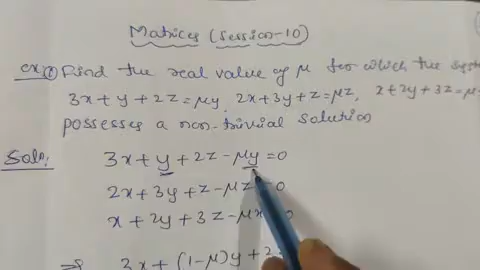 Matrices (Session-10)
ex① Find the real value of μ for which the syst
3x+y+2z=μy, 2x+3y+z=μz, x+2y+3z=μ
possesses a non-trivial solution
Soln: 3x+y+2z-μy=0
2x+3y+z-μz=0
x+2y+3z-μx=0
⇒ 3x+(1-μ)y+2